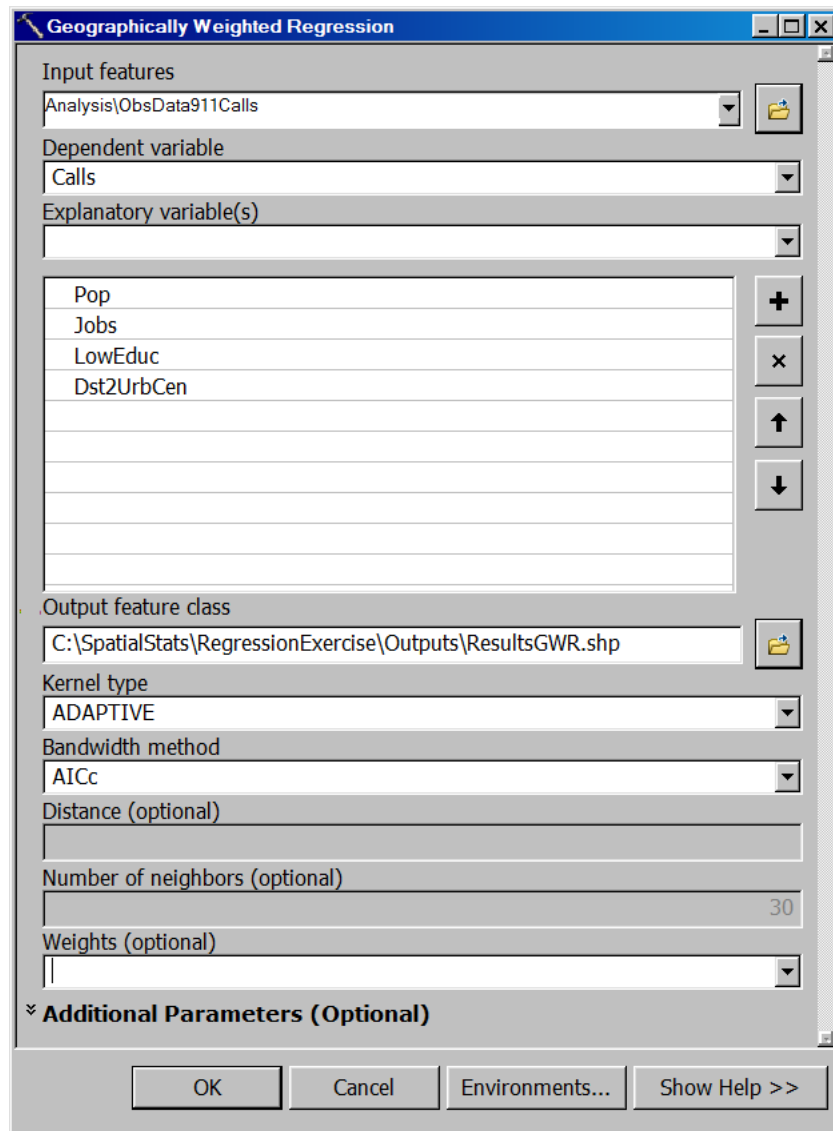 Geographically Weighted Regression
Input features
Analysis\ObsData911Calls
Dependent variable
Calls
Explanatory variable(s)
Pop
Jobs
LowEduc
Dst2UrbCen
Output feature class
C:\SpatialStats\RegressionExercise\Outputs\ResultsGWR.shp
Kernel type
ADAPTIVE
Bandwidth method
AICc
Distance (optional)
Number of neighbors (optional)
30
Weights (optional)
Additional Parameters (Optional)
OK Cancel Environments... Show Help >>